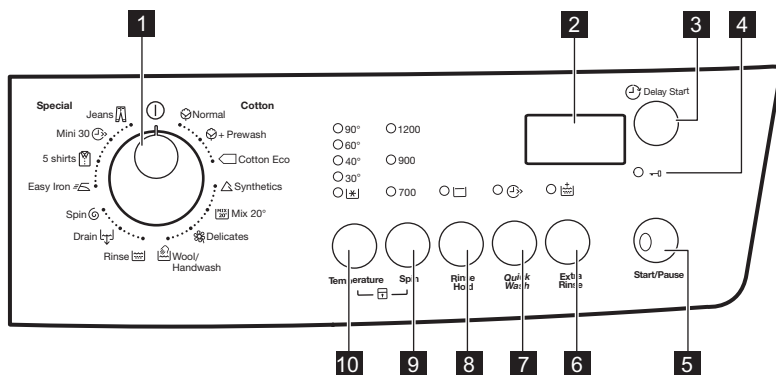 1
2
3
4
Special
Cotton
Jeans
Normal
Mini 30
+ Prewash
5 shirts
Cotton Eco
Easy Iron
Synthetics
Spin
MIX 20°
Mix 20°
Drain
Delicates
Rinse
Wool/
Handwash
90°
60°
40°
30°
1200
900
700
Delay Start
Temperature
Spin
Rinse
Hold
Quick
Wash
Extra
Rinse
Start/Pause
10
9
8
7
6
5